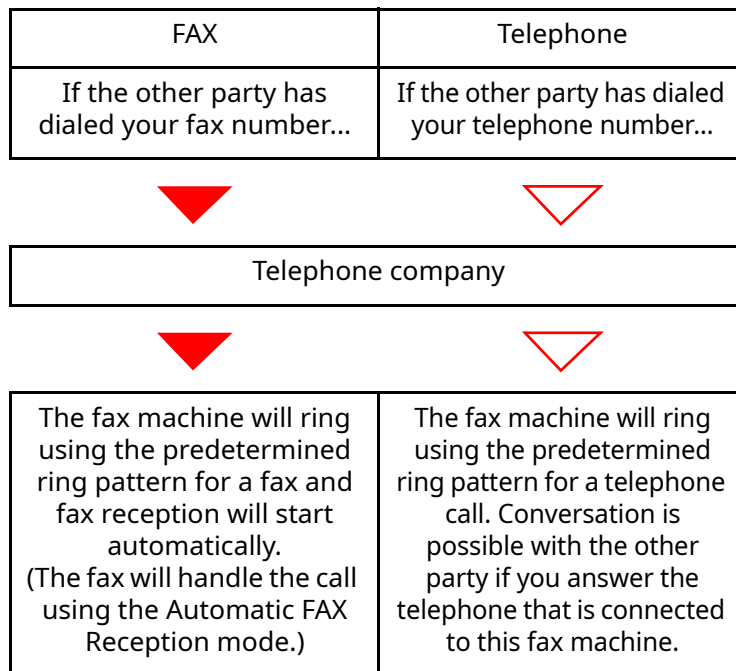 FAX
Telephone
If the other party has
dialed your fax number...
If the other party has dialed
your telephone number...
Telephone company
The fax machine will ring
using the predetermined
ring pattern for a fax and
fax reception will start
automatically.
(The fax will handle the call
using the Automatic FAX
Reception mode.)
The fax machine will ring
using the predetermined
ring pattern for a telephone
call. Conversation is
possible with the other
party if you answer the
telephone that is connected
to this fax machine.